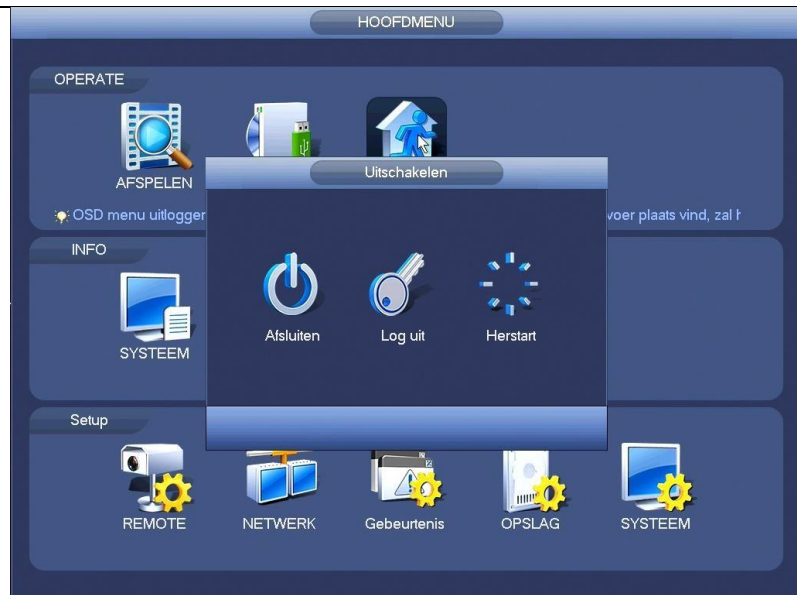 HOOFDMENU
OPERATE
AFSPELEN
OSD menu uitlogger
voer plaats vind, zal h
Uitschakelen
Afsluiten
Log uit
Herstart
INFO
SYSTEEM
Setup
REMOTE
NETWERK
Gebeurtenis
OPSLAG
SYSTEEM